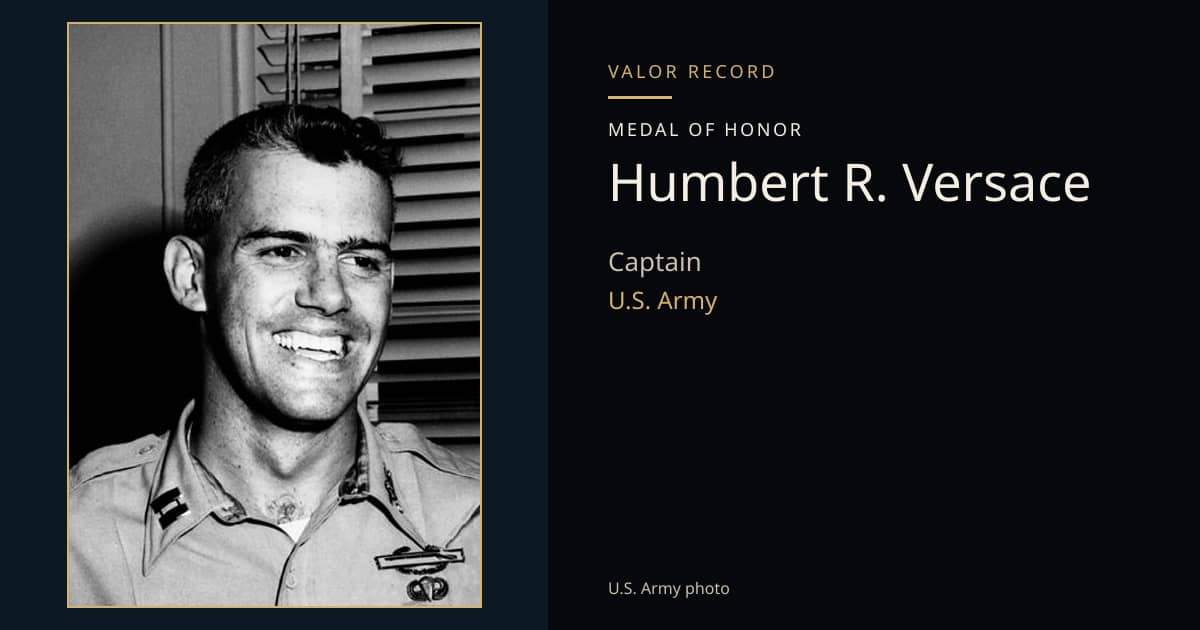 VALOR RECORD
MEDAL OF HONOR
Humbert R. Versace
Captain
U.S. Army
U.S. Army photo